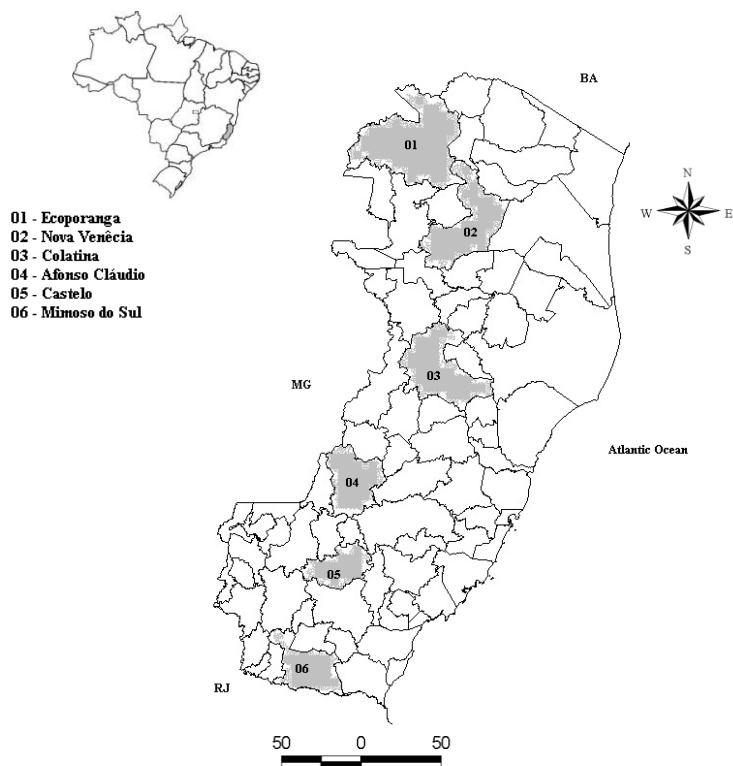 BA
01
N
W E
S
01 - Ecoporanga
02 - Nova Venêcia
03 - Colatina
04 - Afonso Cláudio
05 - Castelo
06 - Mimoso do Sul
02
03
MG
Atlantic Ocean
04
05
06
RJ
50 0 50